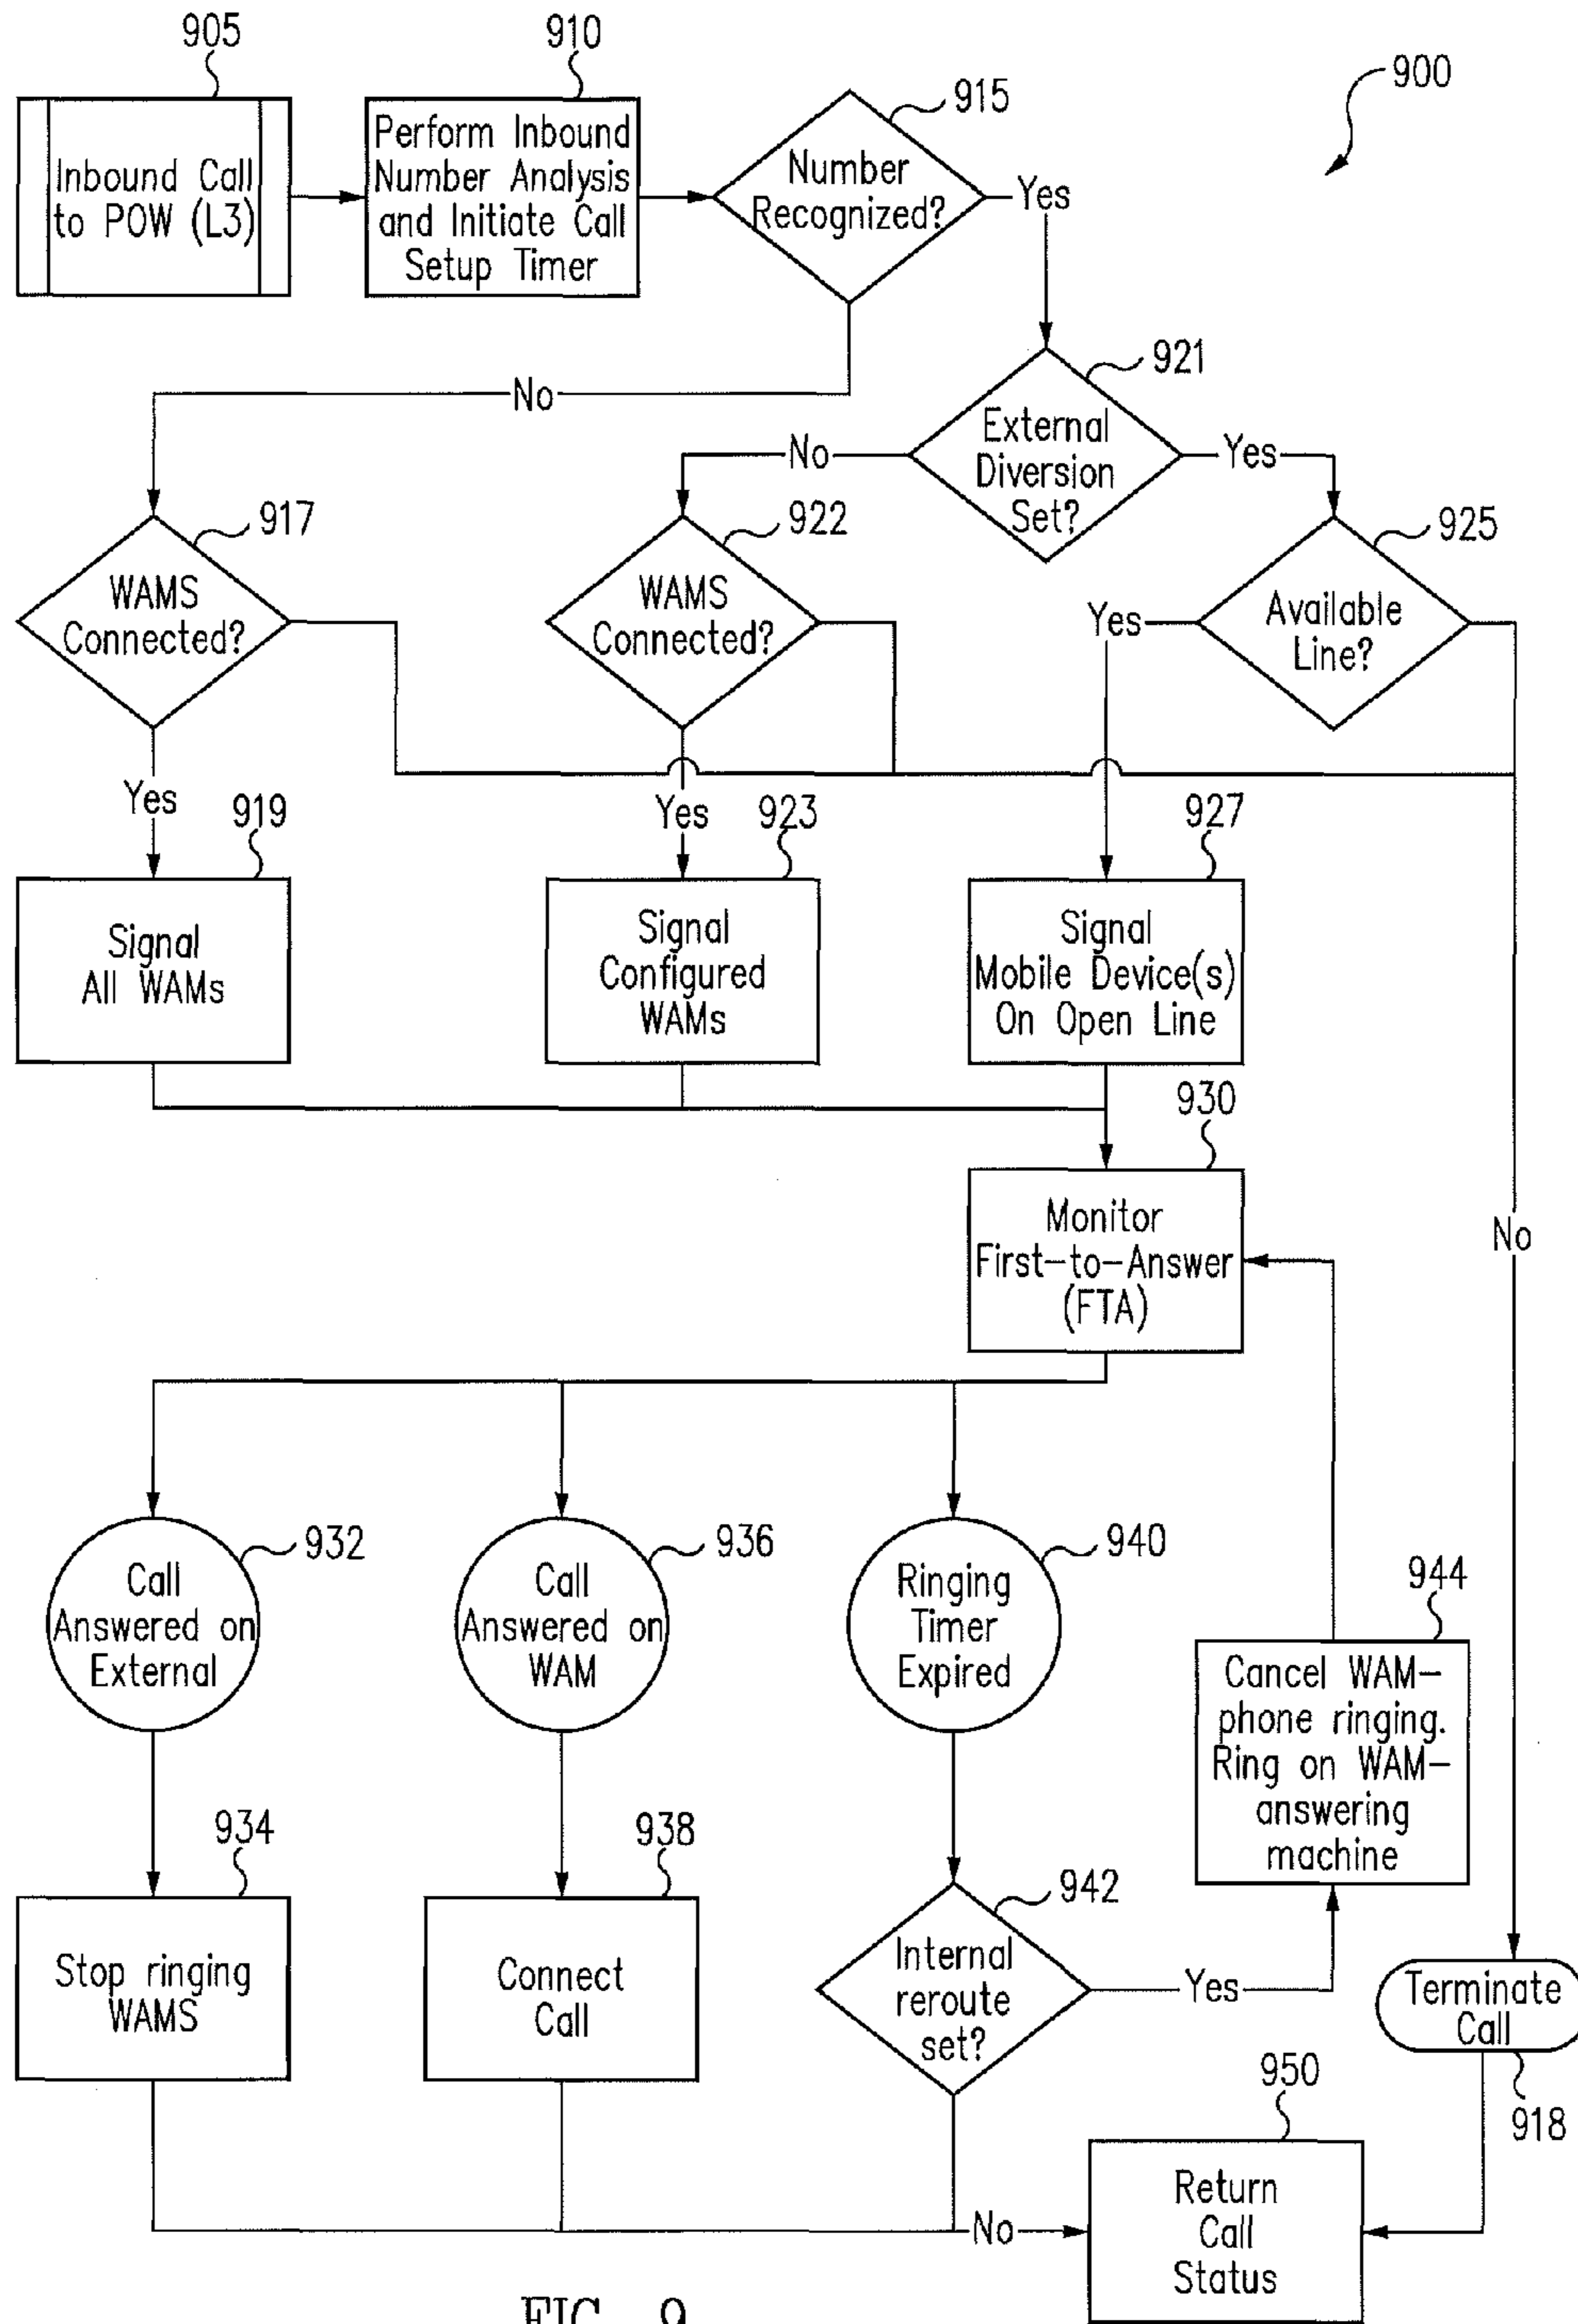 905
910
900
915
Inbound Call
to POW (L3)
Perform Inbound
Number Analysis
and Initiate Call
Setup Timer
Number
Recognized?
Yes
921
No
External
Diversion
Set?
No
Yes
917
922
925
WAMS
Connected?
WAMS
Connected?
Yes
Available
Line?
Yes
919
Yes
923
927
Signal
All WAMs
Signal
Configured
WAMs
Signal
Mobile Device(s)
On Open Line
930
Monitor
First-to-Answer
(FTA)
No
932
936
940
944
Call
Answered on
External
Call
Answered on
WAM
Ringing
Timer
Expired
Cancel WAM-
phone ringing.
Ring on WAM-
answering
machine
934
938
942
Stop ringing
WAMS
Connect
Call
Internal
reroute
set?
Yes
Terminate
Call
918
950
No
Return
Call
Status
FIG. 9